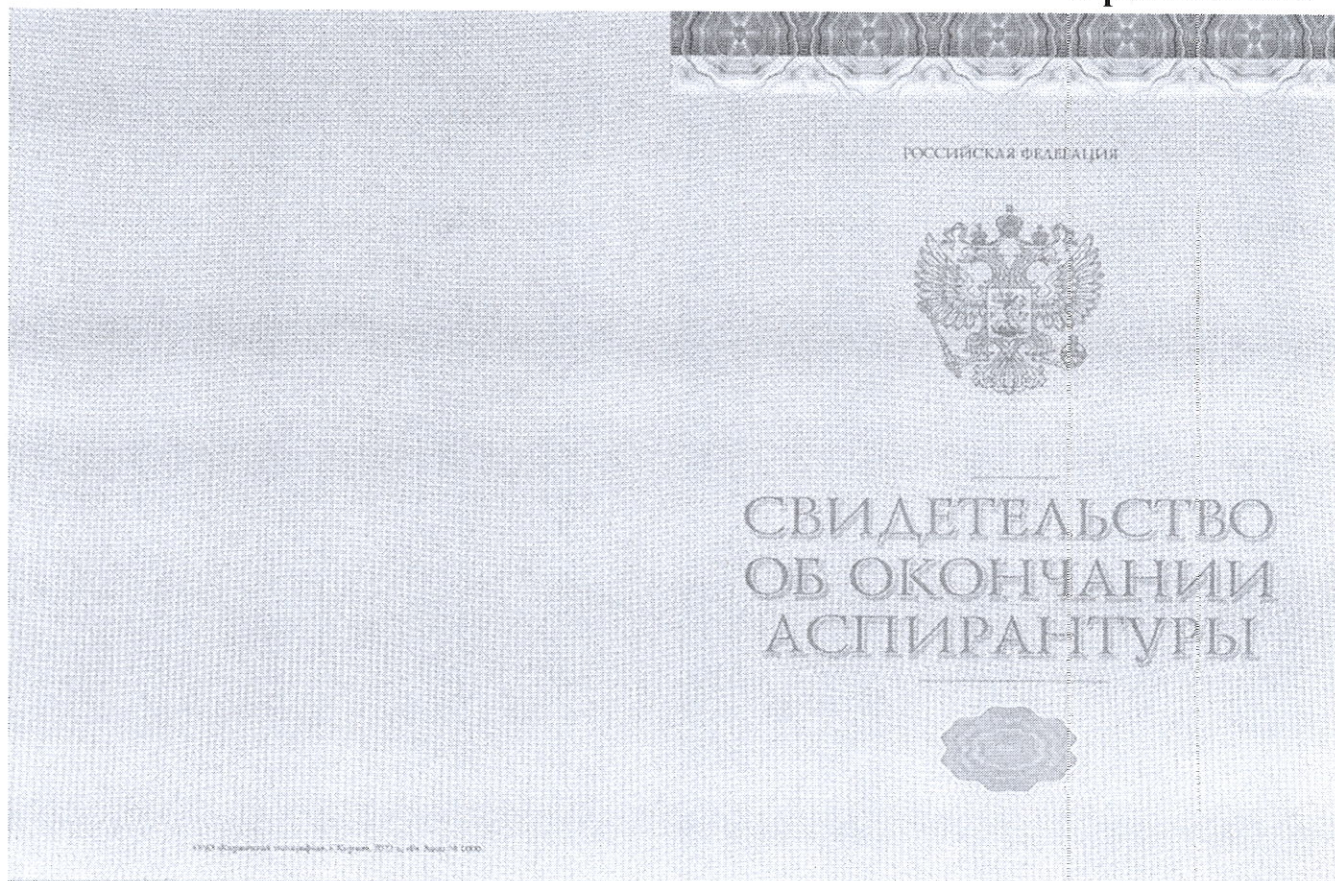 РОССИЙСКАЯ ФЕДЕРАЦИЯ
СВИДЕТЕЛЬСТВО
ОБ ОКОНЧАНИИ
АСПИРАНТУРЫ